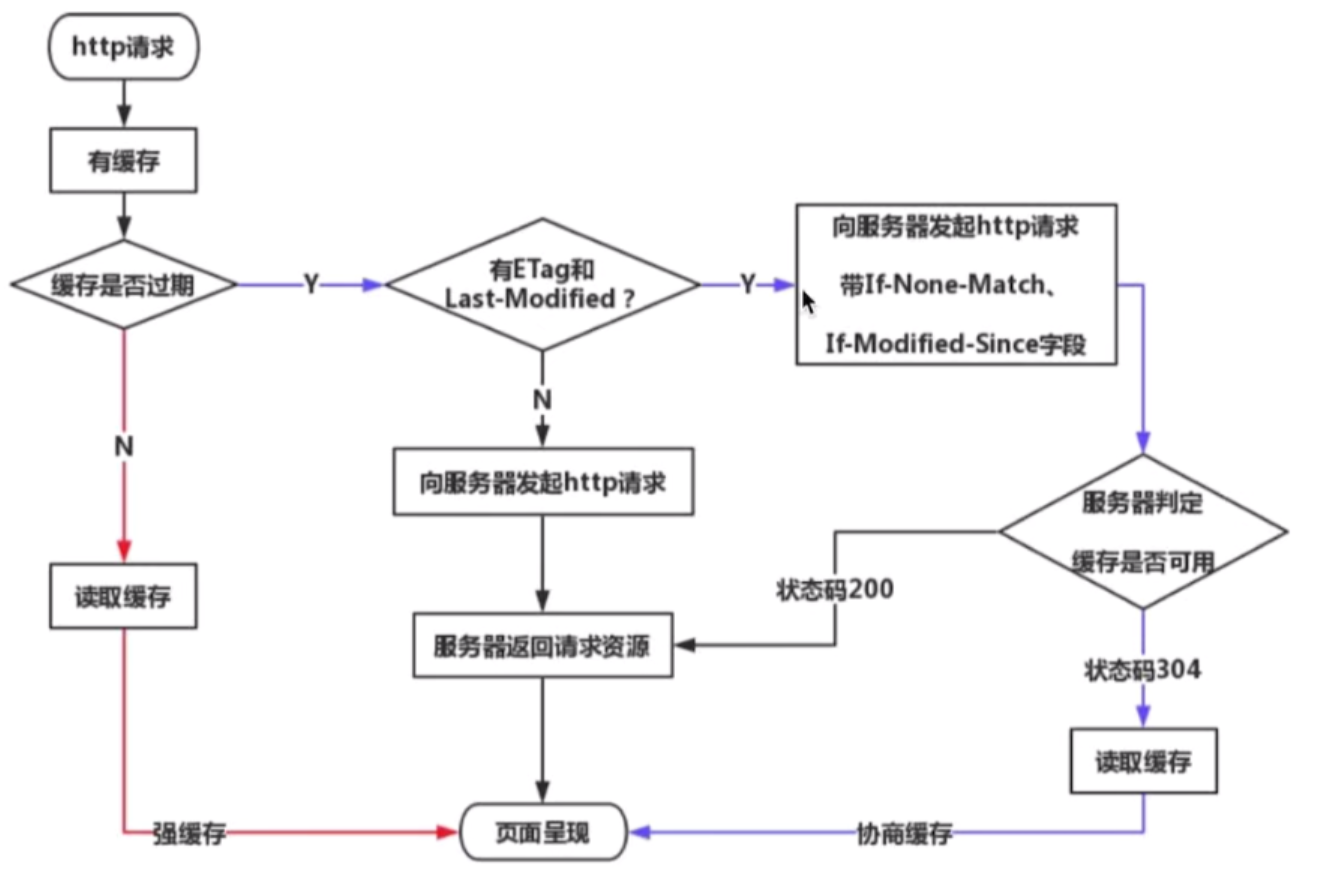 http请求
有缓存
缓存是否过期
Y
有ETag和
Last-Modified？
Y
向服务器发起http请求
带If-None-Match、
If-Modified-Since字段
N
N
向服务器发起http请求
服务器判定
缓存是否可用
读取缓存
状态码200
服务器返回请求资源
状态码304
读取缓存
强缓存
页面呈现
协商缓存